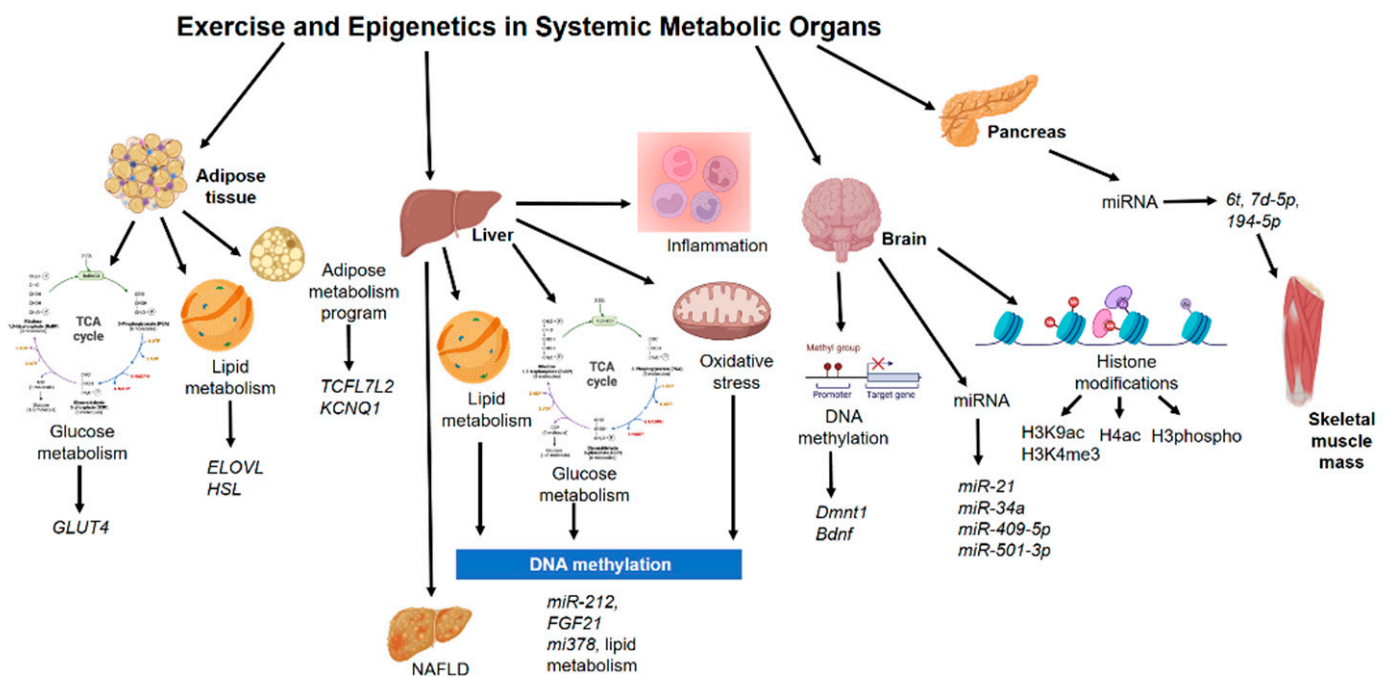 Exercise and Epigenetics in Systemic Metabolic Organs
Adipose
tissue
TCA
cycle
Glucose
metabolism
GLUT4
Lipid
metabolism
ELOVL
HSL
Adipose
metabolism
program
TCFL7L2
KCNQ1
Liver
Inflammation
Oxidative
stress
Lipid
metabolism
TCA
cycle
Glucose
metabolism
DNA methylation
miR-212,
FGF21
mi378, lipid
metabolism
NAFLD
Brain
Methyl group
Promoter
Target gene
DNA
methylation
Dmnt1
Bdnf
miRNA
miR-21
miR-34a
miR-409-5p
miR-501-3p
Histone
modifications
H3K9ac
H3K4me3
H4ac
H3phospho
Pancreas
miRNA
6t, 7d-5p,
194-5p
Skeletal
muscle
mass